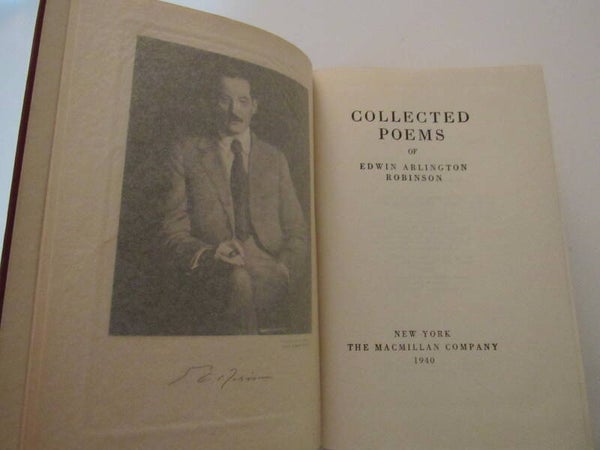 COLLECTED
POEMS
OF
EDWIN ARLINGTON
ROBINSON
NEW YORK
THE MACMILLAN COMPANY
1940